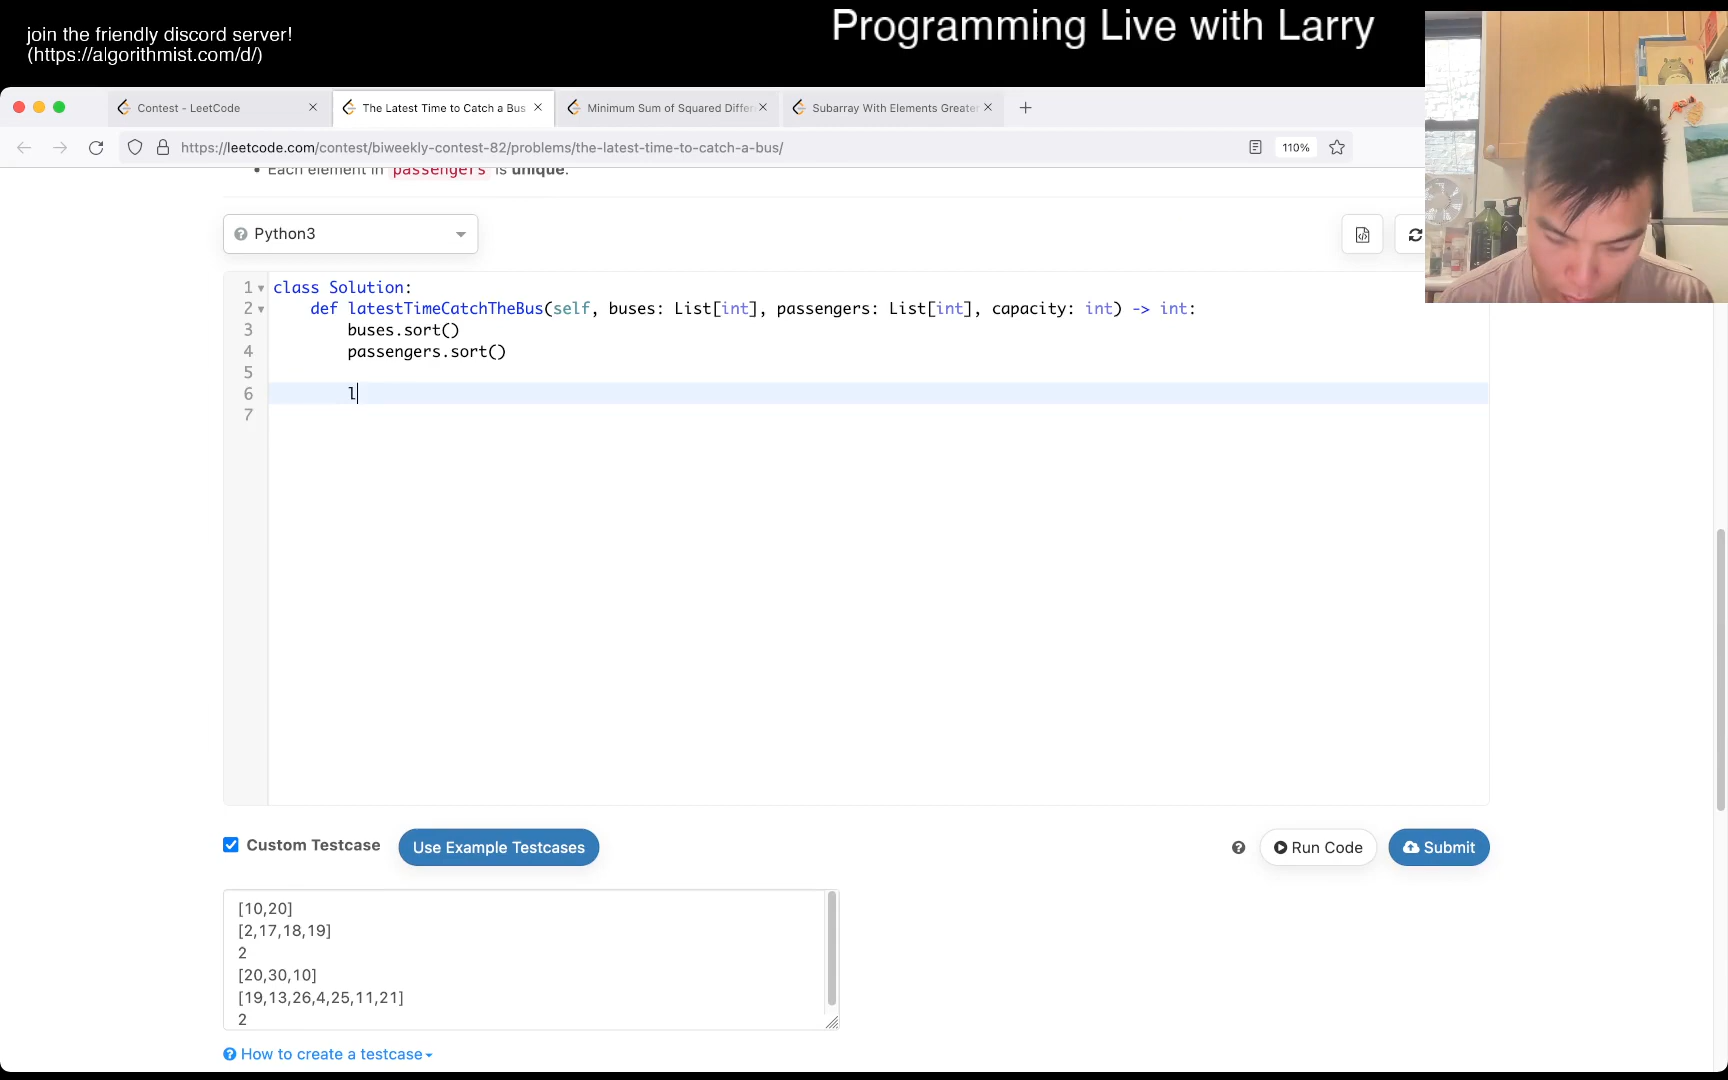 join the friendly discord server!
(https://algorithmist.com/d/)
Programming Live with Larry
Contest - LeetCode
The Latest Time to Catch a Bus
Minimum Sum of Squared Differ
Subarray With Elements Greater
https://leetcode.com/contest/biweekly-contest-82/problems/the-latest-time-to-catch-a-bus/
110%
• Each element in passengers is unique.
Python3
1 class Solution:
2 def latestTimeCatchTheBus(self, buses: List[int], passengers: List[int], capacity: int) -> int:
3 buses.sort()
4 passengers.sort()
5
6 l
7
Custom Testcase
Use Example Testcases
Run Code
Submit
[10,20]
[2,17,18,19]
2
[20,30,10]
[19,13,26,4,25,11,21]
2
How to create a testcase